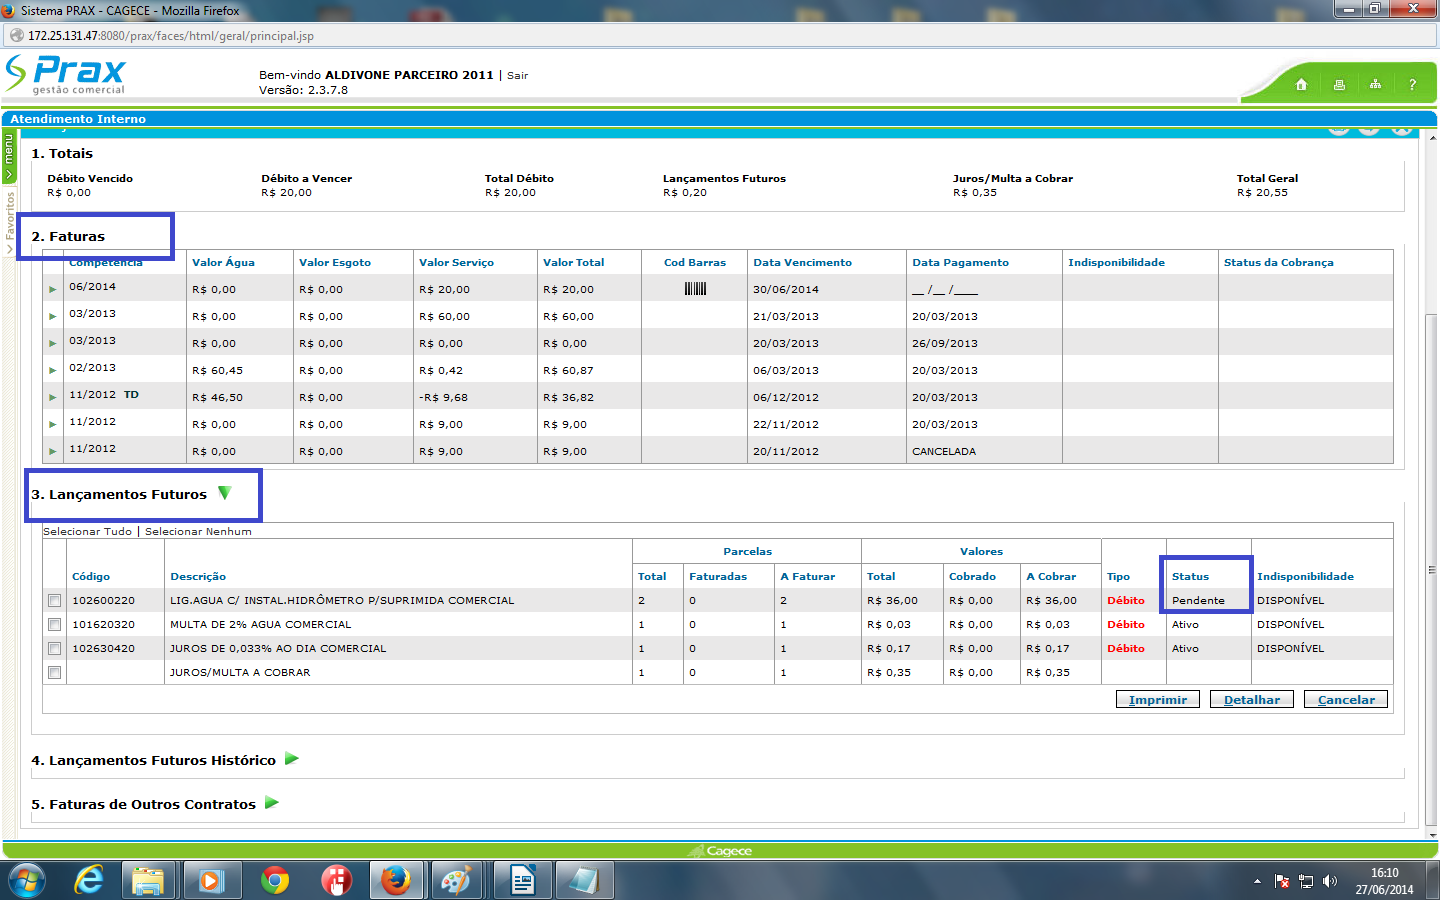 Sistema PRAX - CAGECE - Mozilla Firefox
172.25.131.47:8080/prax/faces/html/geral/principal.jsp
Prax
gestão comercial
Bem-vindo ALDIVONE PARCEIRO 2011 | Sair
Versão: 2.3.7.8
?
Atendimento Interno
menu
Favoritos
1. Totais
Débito Vencido Débito a Vencer Total Débito Lançamentos Futuros Juros/Multa a Cobrar Total Geral
R$ 0,00 R$ 20,00 R$ 20,00 R$ 0,20 R$ 0,35 R$ 20,55
2. Faturas
Competência Valor Água Valor Esgoto Valor Serviço Valor Total Cod Barras Data Vencimento Data Pagamento Indisponibilidade Status da Cobrança
06/2014 R$ 0,00 R$ 0,00 R$ 20,00 R$ 20,00 30/06/2014 __ /__ /____
03/2013 R$ 0,00 R$ 0,00 R$ 60,00 R$ 60,00 21/03/2013 20/03/2013
03/2013 R$ 0,00 R$ 0,00 R$ 0,00 R$ 0,00 20/03/2013 26/09/2013
02/2013 R$ 60,45 R$ 0,00 R$ 0,42 R$ 60,87 06/03/2013 20/03/2013
11/2012 TD R$ 46,50 R$ 0,00 -R$ 9,68 R$ 36,82 06/12/2012 20/03/2013
11/2012 R$ 0,00 R$ 0,00 R$ 9,00 R$ 9,00 22/11/2012 20/03/2013
11/2012 R$ 0,00 R$ 0,00 R$ 9,00 R$ 9,00 20/11/2012 CANCELADA
3. Lançamentos Futuros
Selecionar Tudo | Selecionar Nenhum
Parcelas Valores
Código Descrição Total Faturadas A Faturar Total Cobrado A Cobrar Tipo Status Indisponibilidade
102600220 LIG.AGUA C/ INSTAL.HIDRÔMETRO P/SUPRIMIDA COMERCIAL 2 0 2 R$ 36,00 R$ 0,00 R$ 36,00 Débito Pendente DISPONÍVEL
101620320 MULTA DE 2% AGUA COMERCIAL 1 0 1 R$ 0,03 R$ 0,00 R$ 0,03 Débito Ativo DISPONÍVEL
102630420 JUROS DE 0,033% AO DIA COMERCIAL 1 0 1 R$ 0,17 R$ 0,00 R$ 0,17 Débito Ativo DISPONÍVEL
JUROS/MULTA A COBRAR 1 0 1 R$ 0,35 R$ 0,00 R$ 0,35
Imprimir Detalhar Cancelar
4. Lançamentos Futuros Histórico
5. Faturas de Outros Contratos
Cagece
16:10
27/06/2014